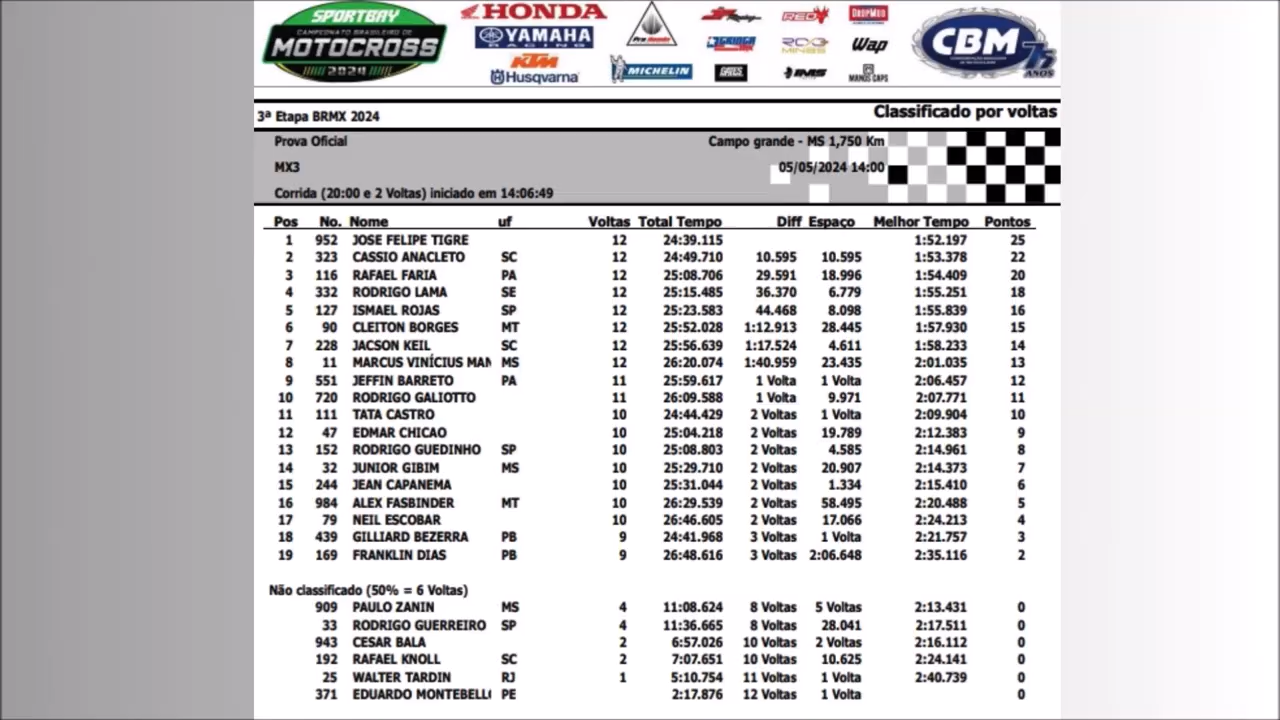 SPORTBAY
CAMPEONATO BRASILEIRO DE
MOTOCROSS
2024
HONDA
YAMAHA
RACING
KTM
Husqvarna
Pro Honda
MICHELIN
IMS
Wap
MANOS CAPS
CBM
75 ANOS
3ª Etapa BRMX 2024 Classificado por voltas
Prova Oficial Campo grande - MS 1,750 Km
MX3 05/05/2024 14:00
Corrida (20:00 e 2 Voltas) iniciado em 14:06:49
Pos No. Nome uf Voltas Total Tempo Diff Espaço Melhor Tempo Pontos
1 952 JOSE FELIPE TIGRE 12 24:39.115 1:52.197 25
2 323 CASSIO ANACLETO SC 12 24:49.710 10.595 10.595 1:53.378 22
3 116 RAFAEL FARIA PA 12 25:08.706 29.591 18.996 1:54.409 20
4 332 RODRIGO LAMA SE 12 25:15.485 36.370 6.779 1:55.251 18
5 127 ISMAEL ROJAS SP 12 25:23.583 44.468 8.098 1:55.839 16
6 90 CLEITON BORGES MT 12 25:52.028 1:12.913 28.445 1:57.930 15
7 228 JACSON KEIL SC 12 25:56.639 1:17.524 4.611 1:58.233 14
8 11 MARCUS VINÍCIUS MAN MS 12 26:20.074 1:40.959 23.435 2:01.035 13
9 551 JEFFIN BARRETO PA 11 25:59.617 1 Volta 1 Volta 2:06.457 12
10 720 RODRIGO GALIOTTO 11 26:09.588 1 Volta 9.971 2:07.771 11
11 111 TATA CASTRO 10 24:44.429 2 Voltas 1 Volta 2:09.904 10
12 47 EDMAR CHICAO 10 25:04.218 2 Voltas 19.789 2:12.383 9
13 152 RODRIGO GUEDINHO SP 10 25:08.803 2 Voltas 4.585 2:14.961 8
14 32 JUNIOR GIBIM MS 10 25:29.710 2 Voltas 20.907 2:14.373 7
15 244 JEAN CAPANEMA 10 25:31.044 2 Voltas 1.334 2:15.410 6
16 984 ALEX FASBINDER MT 10 26:29.539 2 Voltas 58.495 2:20.488 5
17 79 NEIL ESCOBAR 10 26:46.605 2 Voltas 17.066 2:24.213 4
18 439 GILLIARD BEZERRA PB 9 24:41.968 3 Voltas 1 Volta 2:21.757 3
19 169 FRANKLIN DIAS PB 9 26:48.616 3 Voltas 2:06.648 2:35.116 2
Não classificado (50% = 6 Voltas)
909 PAULO ZANIN MS 4 11:08.624 8 Voltas 5 Voltas 2:13.431 0
33 RODRIGO GUERREIRO SP 4 11:36.665 8 Voltas 28.041 2:17.511 0
943 CESAR BALA 2 6:57.026 10 Voltas 2 Voltas 2:16.112 0
192 RAFAEL KNOLL SC 2 7:07.651 10 Voltas 10.625 2:24.141 0
25 WALTER TARDIN RJ 1 5:10.754 11 Voltas 1 Volta 2:40.739 0
371 EDUARDO MONTEBELL PE 2:17.876 12 Voltas 1 Volta 0